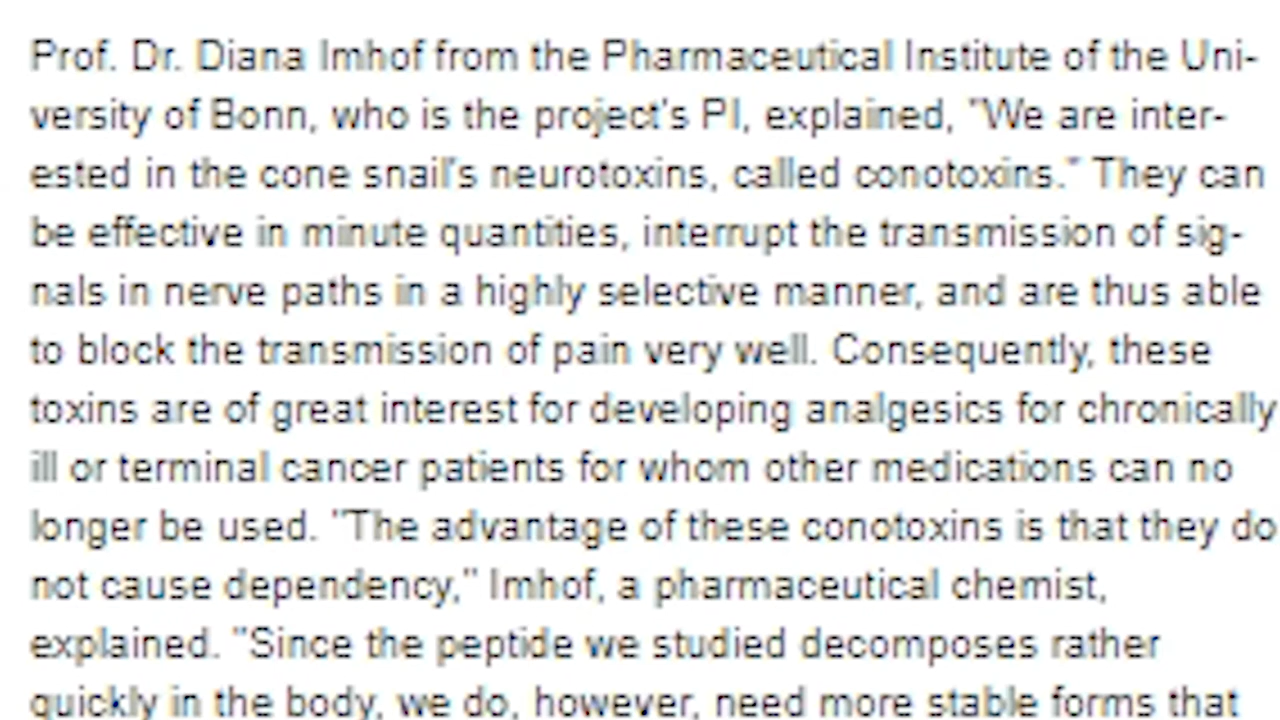 Prof. Dr. Diana Imhof from the Pharmaceutical Institute of the Uni-
versity of Bonn, who is the project's PI, explained, "We are inter-
ested in the cone snail's neurotoxins, called conotoxins." They can
be effective in minute quantities, interrupt the transmission of sig-
nals in nerve paths in a highly selective manner, and are thus able
to block the transmission of pain very well. Consequently, these
toxins are of great interest for developing analgesics for chronically
ill or terminal cancer patients for whom other medications can no
longer be used. "The advantage of these conotoxins is that they do
not cause dependency," Imhof, a pharmaceutical chemist,
explained. "Since the peptide we studied decomposes rather
quickly in the body, we do, however, need more stable forms that